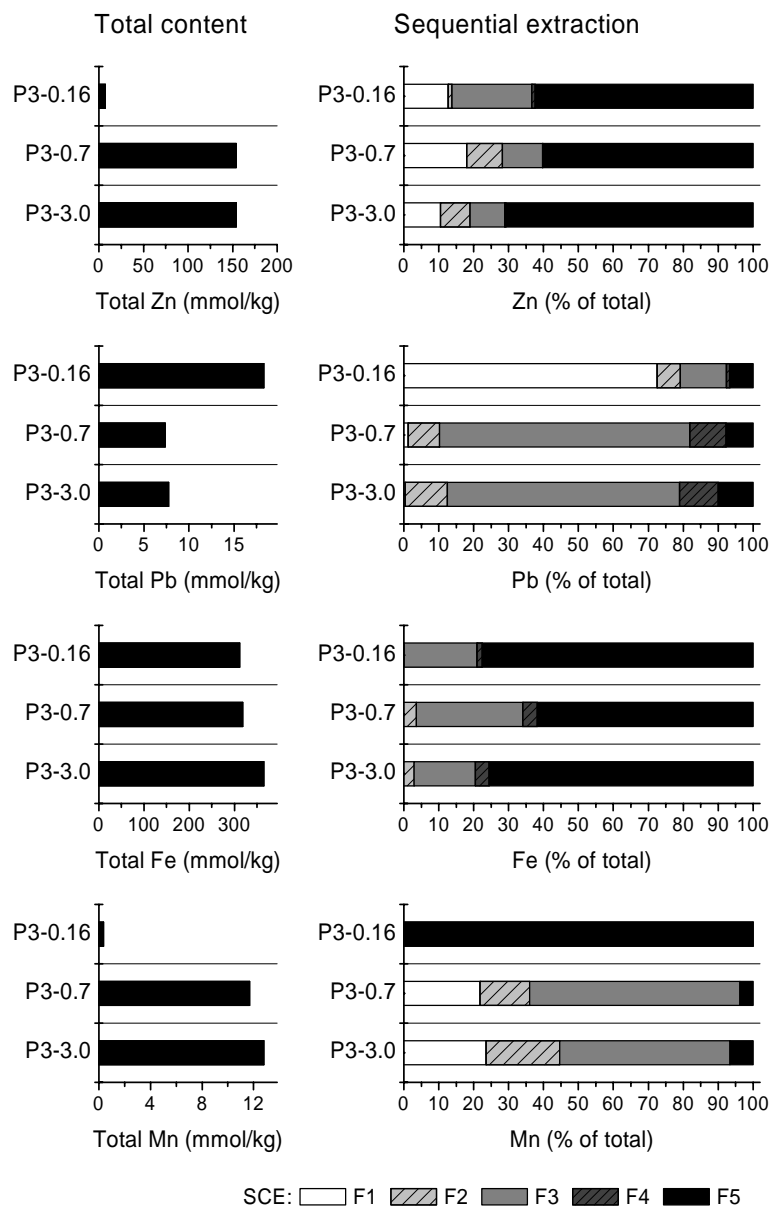 Total content Sequential extraction
P3-0.16 P3-0.16
P3-0.7 P3-0.7
P3-3.0 P3-3.0
0 50 100 150 200 0 10 20 30 40 50 60 70 80 90 100
Total Zn (mmol/kg) Zn (% of total)
P3-0.16 P3-0.16
P3-0.7 P3-0.7
P3-3.0 P3-3.0
0 5 10 15 0 10 20 30 40 50 60 70 80 90 100
Total Pb (mmol/kg) Pb (% of total)
P3-0.16 P3-0.16
P3-0.7 P3-0.7
P3-3.0 P3-3.0
0 100 200 300 0 10 20 30 40 50 60 70 80 90 100
Total Fe (mmol/kg) Fe (% of total)
P3-0.16 P3-0.16
P3-0.7 P3-0.7
P3-3.0 P3-3.0
0 4 8 12 0 10 20 30 40 50 60 70 80 90 100
Total Mn (mmol/kg) Mn (% of total)
SCE: F1 F2 F3 F4 F5